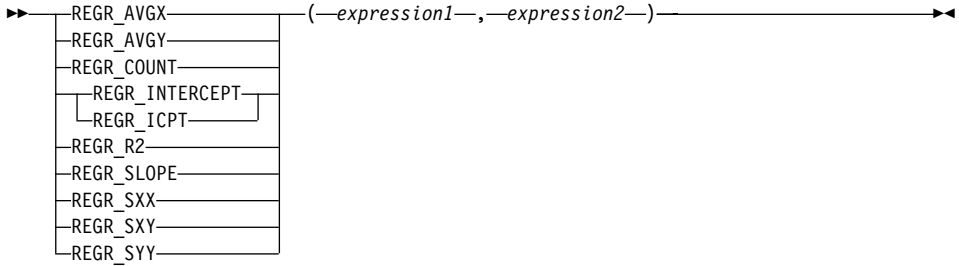 REGR_AVGX ( expression1 , expression2 )
REGR_AVGY
REGR_COUNT
REGR_INTERCEPT
REGR_ICPT
REGR_R2
REGR_SLOPE
REGR_SXX
REGR_SXY
REGR_SYY